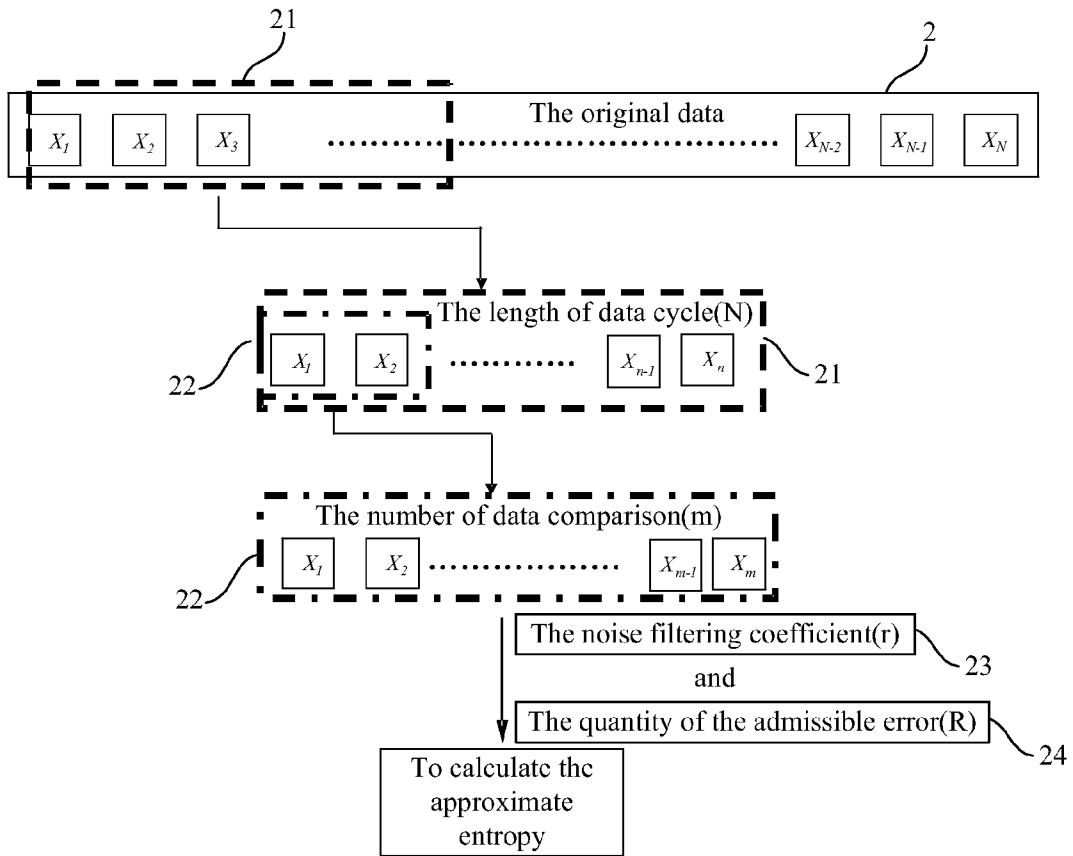 21
2
The original data
X1 X2 X3 ........ XN-2 XN-1 XN
The length of data cycle(N)
22
X1 X2 ........ Xn-1 Xn
21
The number of data comparison(m)
X1 X2 ........ Xm-1 Xm
22
The noise filtering coefficient(r)
23
and
The quantity of the admissible error(R)
24
To calculate the
approximate
entropy